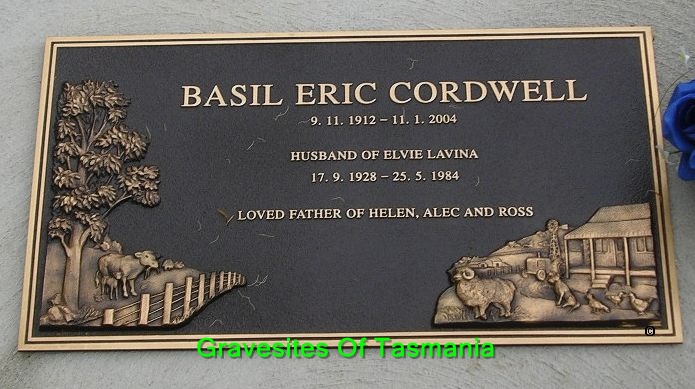 BASIL ERIC CORDWELL
9. 11. 1912 – 11. 1. 2004
HUSBAND OF ELVIE LAVINA
17. 9. 1928 – 25. 5. 1984
LOVED FATHER OF HELEN, ALEC AND ROSS
©
Gravesites Of Tasmania